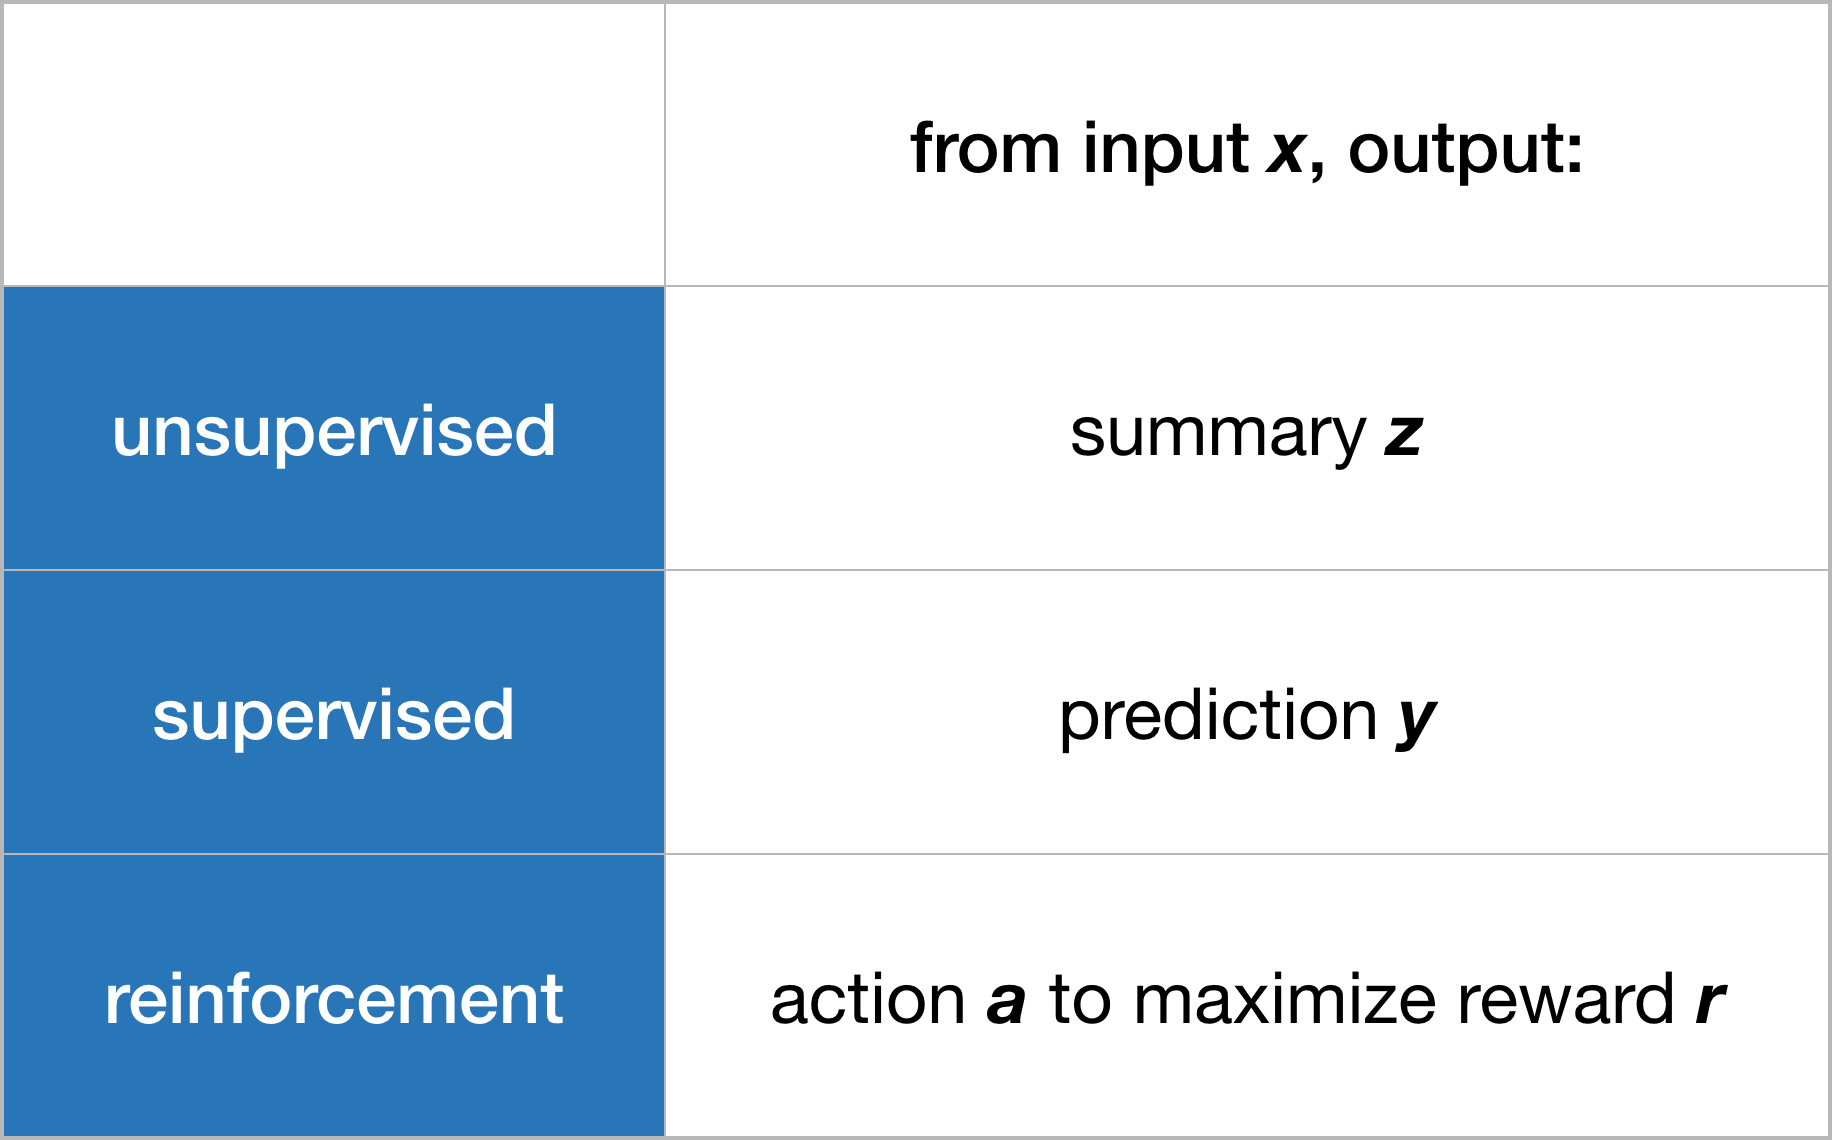 from input x, output:
unsupervised
summary z
supervised
prediction y
reinforcement
action a to maximize reward r